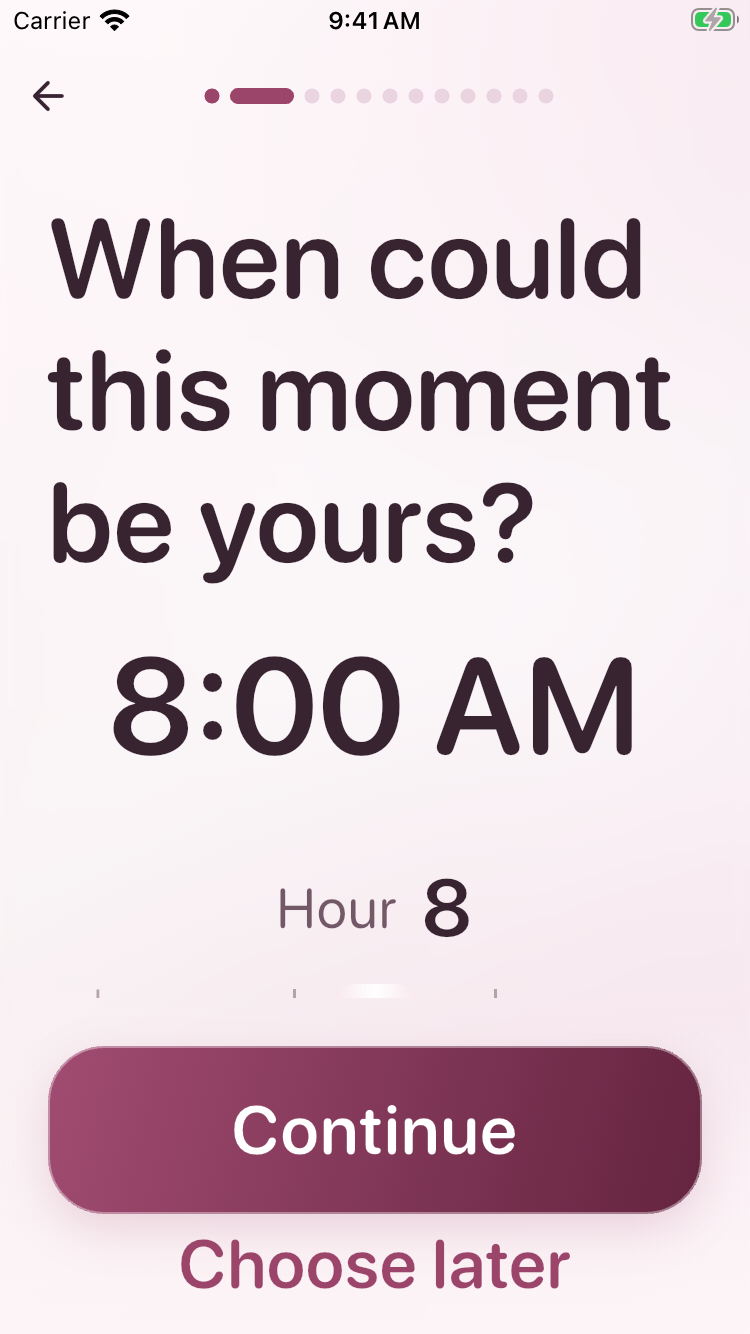 Carrier 9:41 AM
When could
this moment
be yours?
8:00 AM
Hour 8
Continue
Choose later